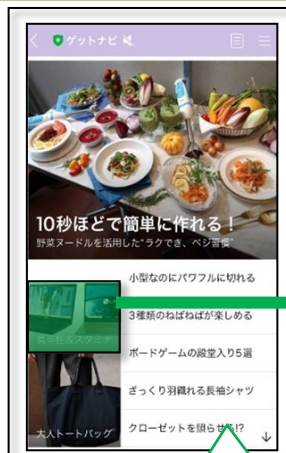 ゲットナビ
10秒ほどで簡単に作れる!
野菜ヌードルを活用した"ラクでき、ベジ習慣"
小型なのにパワフルに切れる
3種類のねばねばが楽しめる
ボードゲームの殿堂入り5選
ざっくり羽織れる長袖シャツ
大人トートバッグ
クローゼットを照らせる!?